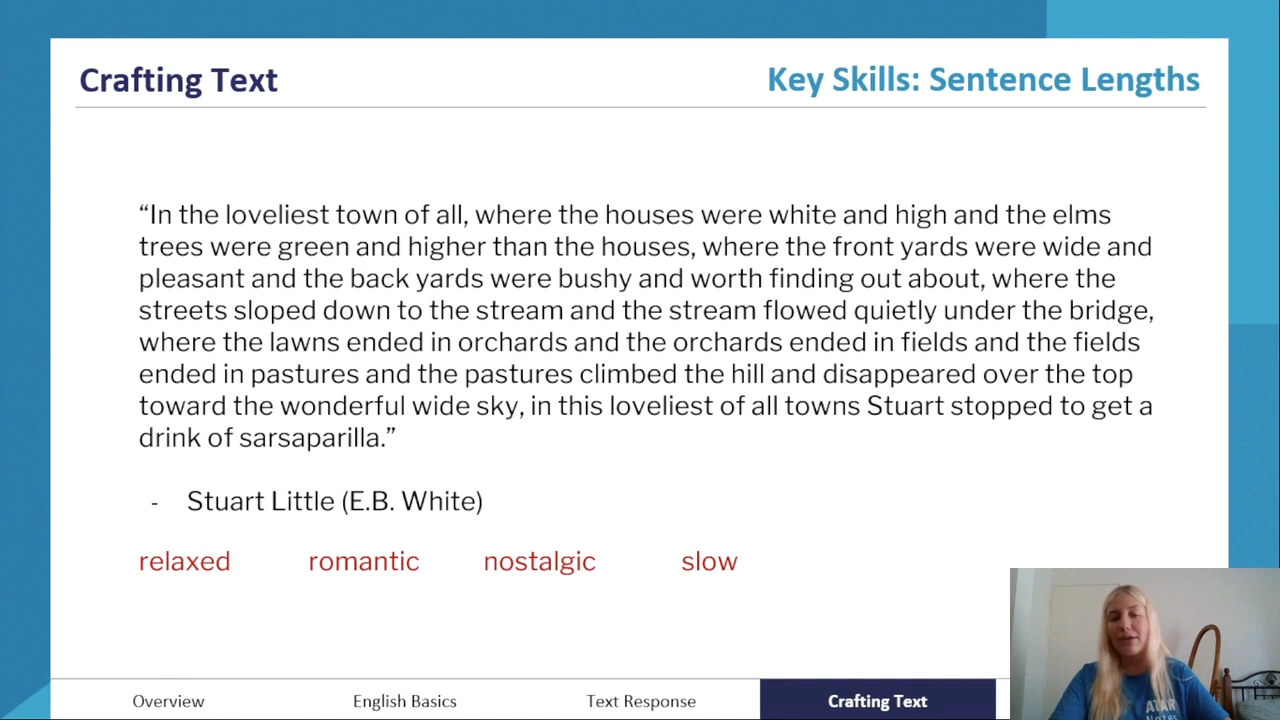 Crafting Text
Key Skills: Sentence Lengths
“In the loveliest town of all, where the houses were white and high and the elms
trees were green and higher than the houses, where the front yards were wide and
pleasant and the back yards were bushy and worth finding out about, where the
streets sloped down to the stream and the stream flowed quietly under the bridge,
where the lawns ended in orchards and the orchards ended in fields and the fields
ended in pastures and the pastures climbed the hill and disappeared over the top
toward the wonderful wide sky, in this loveliest of all towns Stuart stopped to get a
drink of sarsaparilla.”
- Stuart Little (E.B. White)
relaxed romantic nostalgic slow
ATAR
Notes
Overview English Basics Text Response Crafting Text